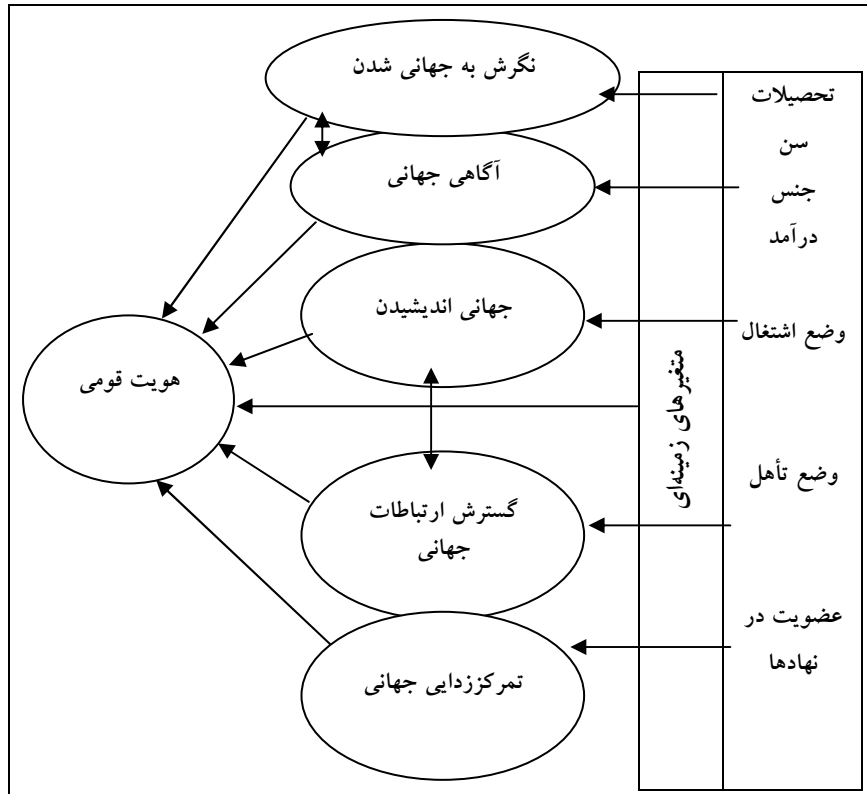 نگرش به جهانی شدن
آگاهی جهانی
جهانی اندیشیدن
هویت قومی
گسترش ارتباطات
جهانی
تمرکززدایی جهانی
متغیرهای زمینه‌ای
تحصیلات
سن
جنس
درآمد
وضع اشتغال
وضع تأهل
عضویت در
نهادها